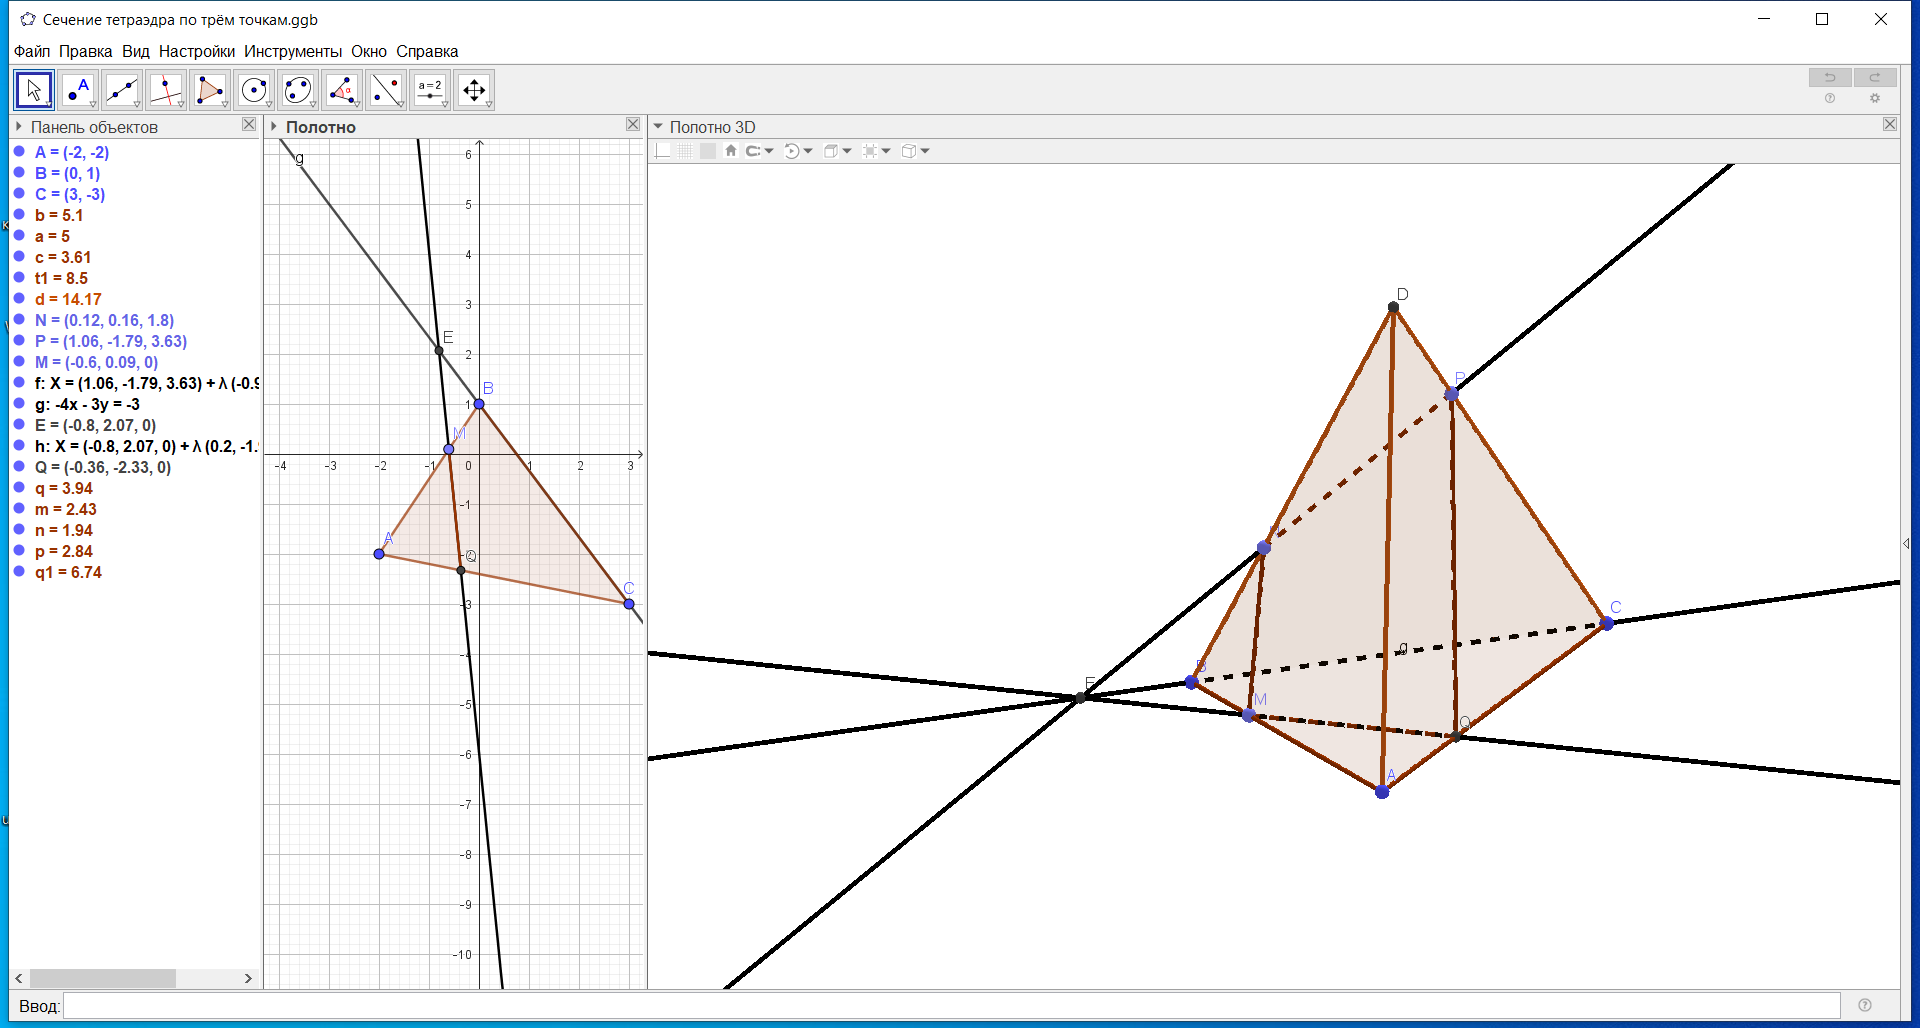 Сечение тетраэдра по трём точкам.ggb
Файл Правка Вид Настройки Инструменты Окно Справка
A
α
a = 2
Панель объектов
Полотно
Полотно 3D
A = (-2, -2)
B = (0, 1)
C = (3, -3)
b = 5.1
a = 5
c = 3.61
t1 = 8.5
d = 14.17
N = (0.12, 0.16, 1.8)
P = (1.06, -1.79, 3.63)
M = (-0.6, 0.09, 0)
f: X = (1.06, -1.79, 3.63) + λ (-0.9
g: -4x - 3y = -3
E = (-0.8, 2.07, 0)
h: X = (-0.8, 2.07, 0) + λ (0.2, -1.9
Q = (-0.36, -2.33, 0)
q = 3.94
m = 2.43
n = 1.94
p = 2.84
q1 = 6.74
g
6
5
4
3
E
2
B
1
M
-4 -3 -2 -1 0 1 2 3
-1
A
-2
Q
C
-3
-4
-5
-6
-7
-8
-9
-10
D
P
C
g
B
E
M
Q
A
Ввод: